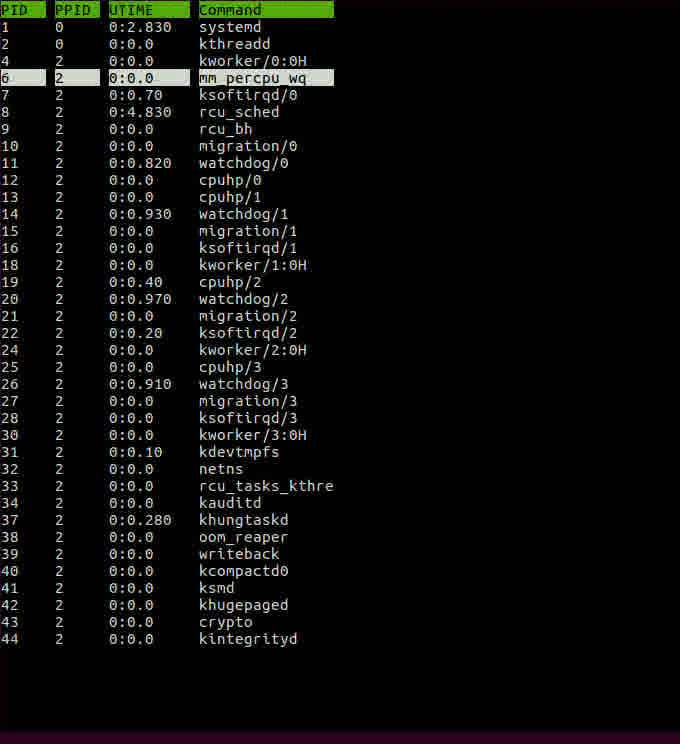 PID PPID UTIME Command
1 0 0:2.830 systemd
2 0 0:0.0 kthreadd
4 2 0:0.0 kworker/0:0H
6 2 0:0.0 mm_percpu_wq
7 2 0:0.70 ksoftirqd/0
8 2 0:4.830 rcu_sched
9 2 0:0.0 rcu_bh
10 2 0:0.0 migration/0
11 2 0:0.820 watchdog/0
12 2 0:0.0 cpuhp/0
13 2 0:0.0 cpuhp/1
14 2 0:0.930 watchdog/1
15 2 0:0.0 migration/1
16 2 0:0.0 ksoftirqd/1
18 2 0:0.0 kworker/1:0H
19 2 0:0.40 cpuhp/2
20 2 0:0.970 watchdog/2
21 2 0:0.0 migration/2
22 2 0:0.20 ksoftirqd/2
24 2 0:0.0 kworker/2:0H
25 2 0:0.0 cpuhp/3
26 2 0:0.910 watchdog/3
27 2 0:0.0 migration/3
28 2 0:0.0 ksoftirqd/3
30 2 0:0.0 kworker/3:0H
31 2 0:0.10 kdevtmpfs
32 2 0:0.0 netns
33 2 0:0.0 rcu_tasks_kthre
34 2 0:0.0 kauditd
37 2 0:0.280 khungtaskd
38 2 0:0.0 oom_reaper
39 2 0:0.0 writeback
40 2 0:0.0 kcompactd0
41 2 0:0.0 ksmd
42 2 0:0.0 khugepaged
43 2 0:0.0 crypto
44 2 0:0.0 kintegrityd